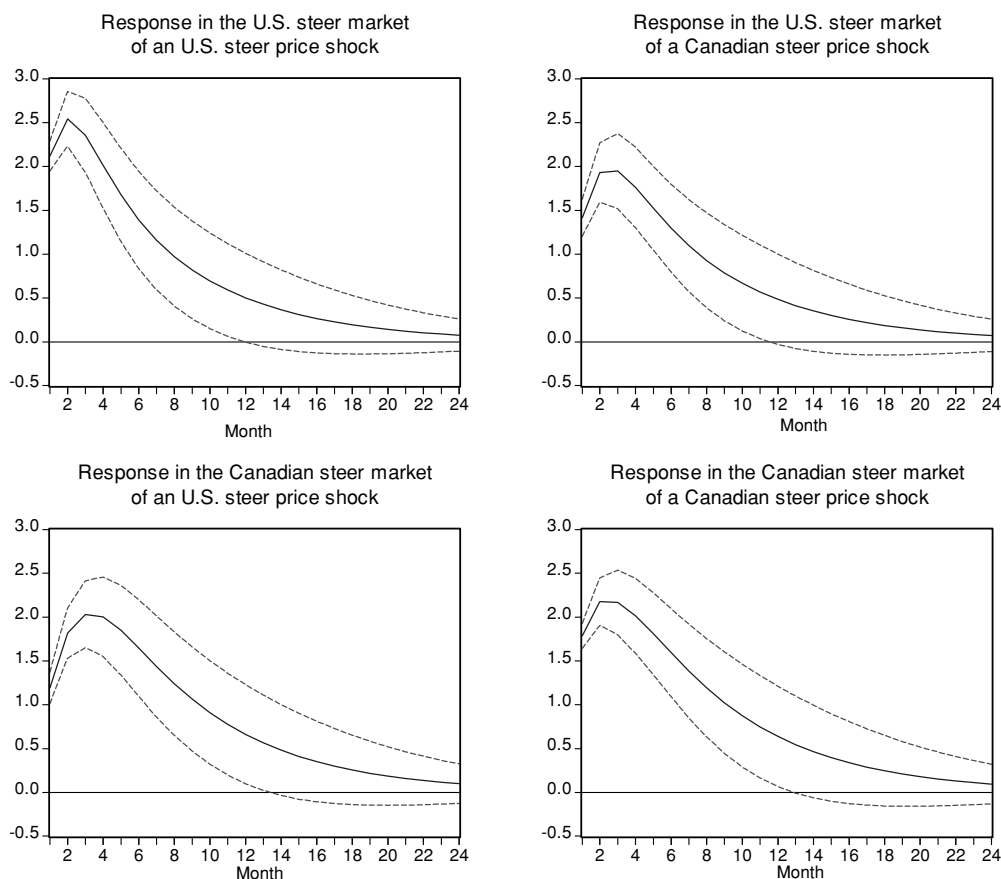 Response in the U.S. steer market
of an U.S. steer price shock
3.0
2.5
2.0
1.5
1.0
0.5
0.0
-0.5
2 4 6 8 10 12 14 16 18 20 22 24
Month
Response in the U.S. steer market
of a Canadian steer price shock
3.0
2.5
2.0
1.5
1.0
0.5
0.0
-0.5
2 4 6 8 10 12 14 16 18 20 22 24
Month
Response in the Canadian steer market
of an U.S. steer price shock
3.0
2.5
2.0
1.5
1.0
0.5
0.0
-0.5
2 4 6 8 10 12 14 16 18 20 22 24
Month
Response in the Canadian steer market
of a Canadian steer price shock
3.0
2.5
2.0
1.5
1.0
0.5
0.0
-0.5
2 4 6 8 10 12 14 16 18 20 22 24
Month